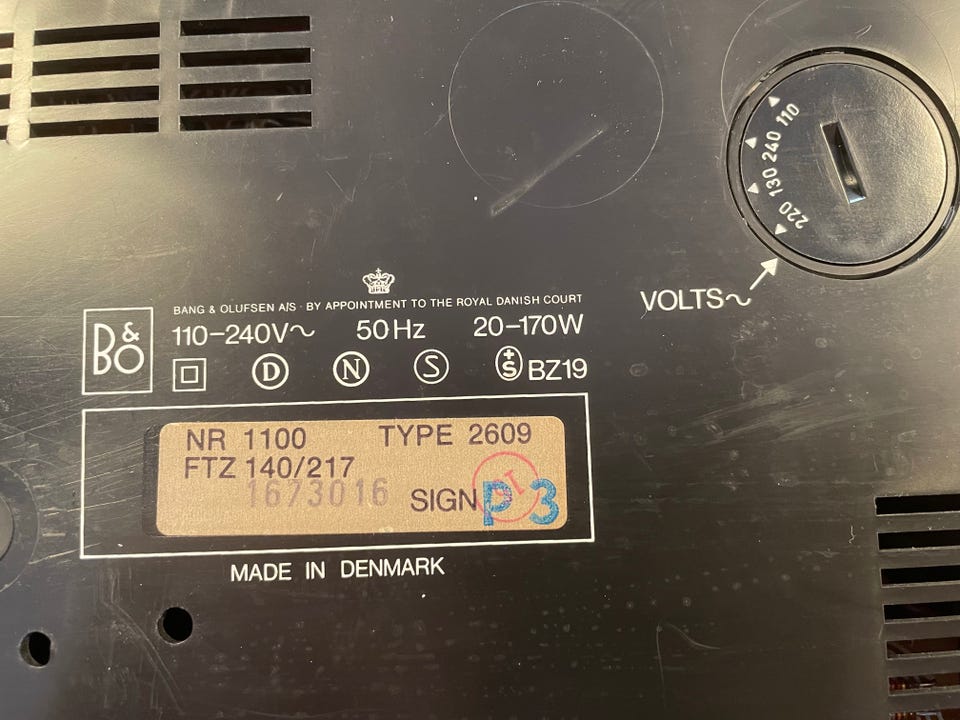 110
240
130
220
VOLTS~
BANG & OLUFSEN A/S · BY APPOINTMENT TO THE ROYAL DANISH COURT
B&O
110-240V~ 50Hz 20-170W
D N S +S BZ19
NR 1100 TYPE 2609
FTZ 140/217
1673016 SIGN P 3
MADE IN DENMARK